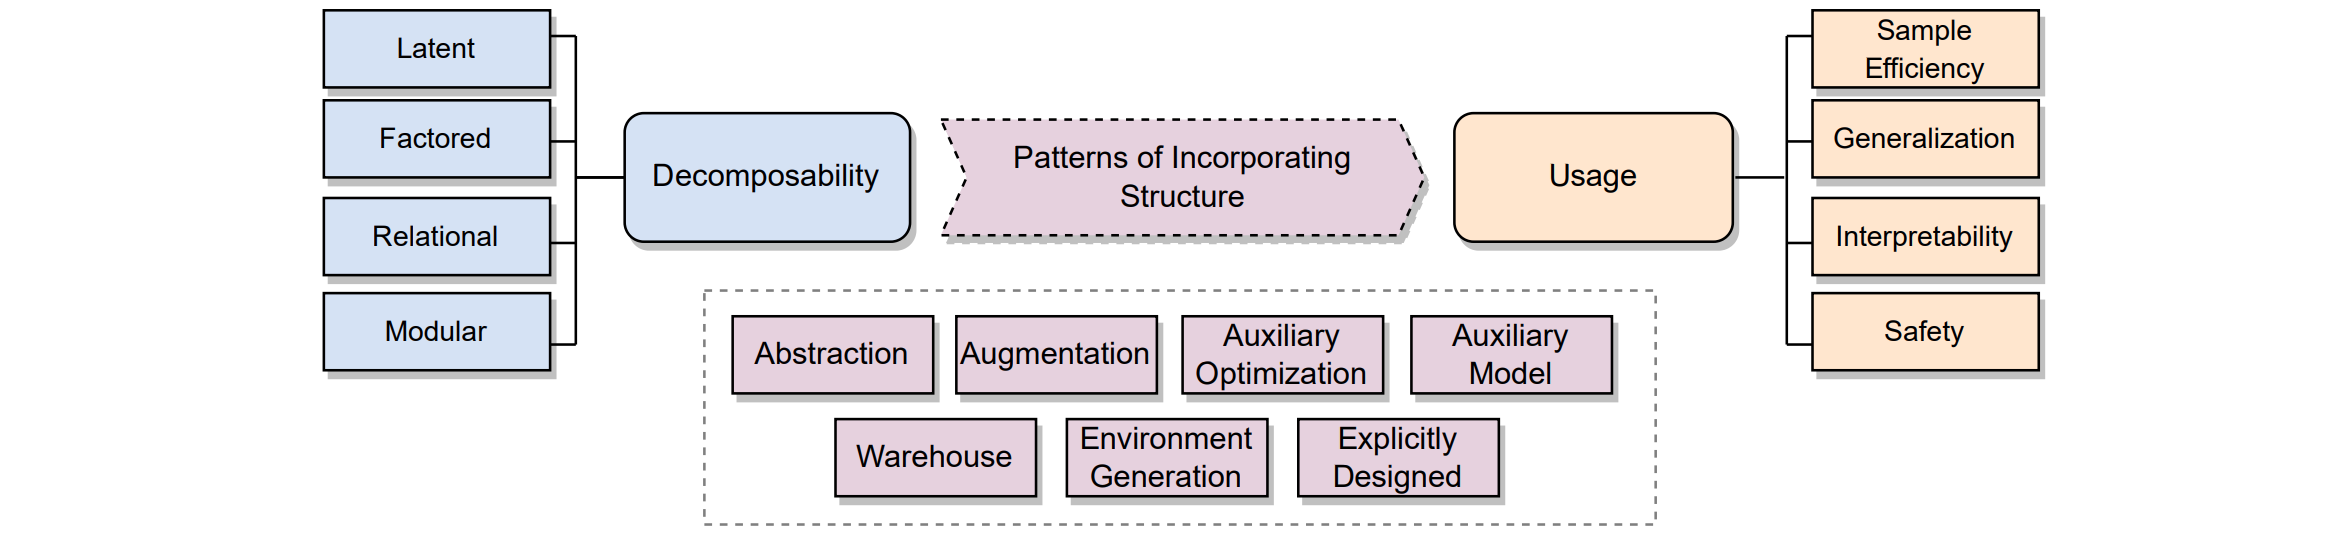 Latent
Factored
Relational
Modular
Decomposability
Patterns of Incorporating
Structure
Usage
Sample
Efficiency
Generalization
Interpretability
Safety
Abstraction
Augmentation
Auxiliary
Optimization
Auxiliary
Model
Warehouse
Environment
Generation
Explicitly
Designed